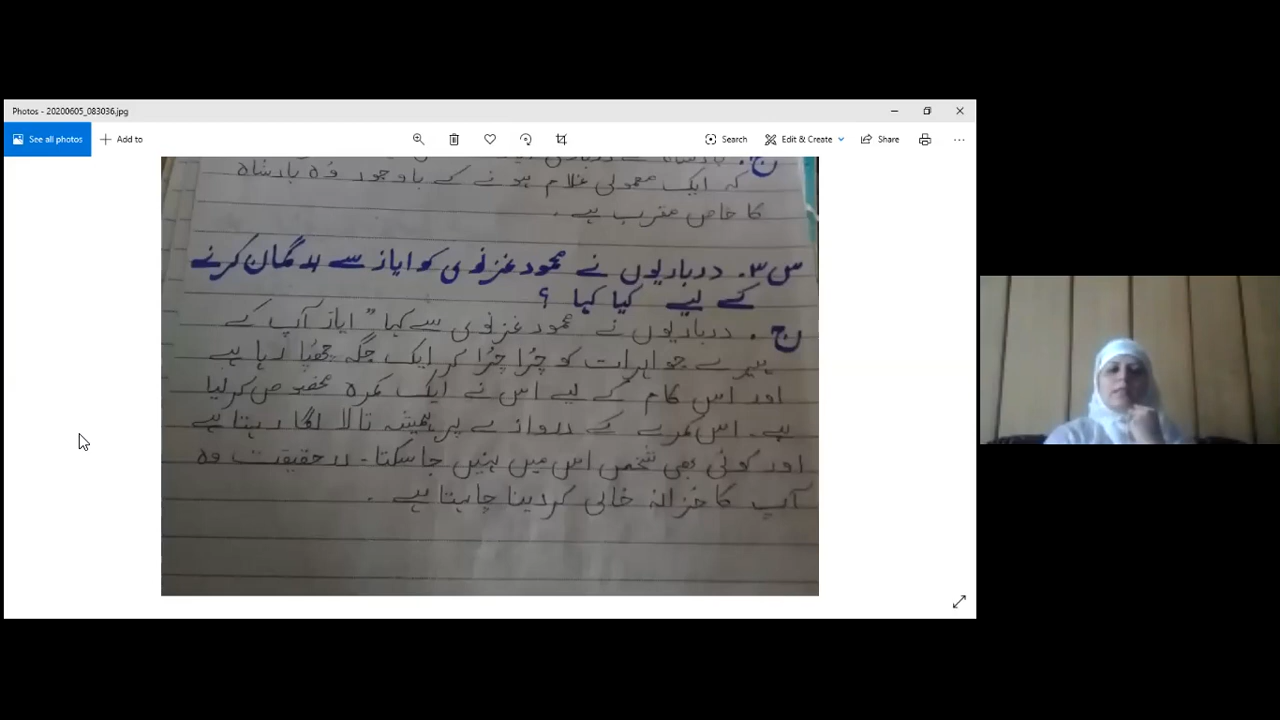 Photos - 20200605_083036.jpg
See all photos
Add to
Search
Edit & Create
Share
ج .
کہ ایک معمولی غلام ہونے کے باوجود وُہ بادشاہ
کا خاص مقرب ہے .
س ۳. درباریوں نے محمود غزنوی کو ایاز سے بدگمان کرنے
کے لیے کیا کیا ؟
ج . درباریوں نے محمود غزنوی سے کہا " ایاز آپ کے
ہیرے جواہرات کو چُرا چُرا کر ایک جگہ چھپا رہا ہے
اور اس کام کے لیے اس نے ایک کمرہ مخصوص کر لیا
ہے۔ اس کمرے کے دروازے پر ہمیشہ تالا لگا رہتا ہے
اور کوئی بھی شخص اس میں نہیں جا سکتا۔ درحقیقت وہ
آپ کا خزانہ خالی کر دینا چاہتا ہے .